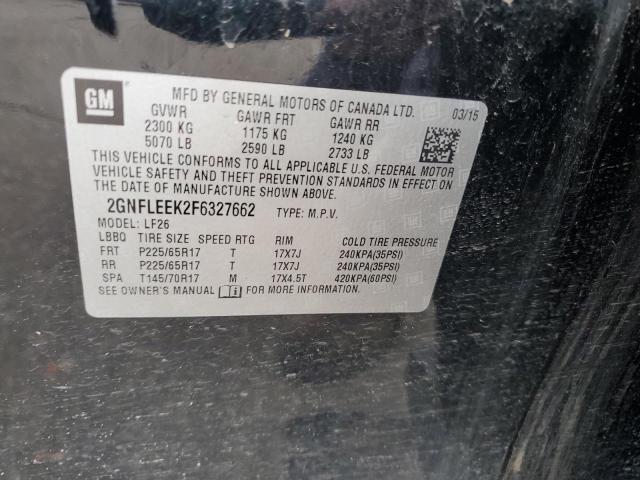 GM
MFD BY GENERAL MOTORS OF CANADA LTD. 03/15
GVWR GAWR FRT GAWR RR
2300 KG 1175 KG 1240 KG
5070 LB 2590 LB 2733 LB
THIS VEHICLE CONFORMS TO ALL APPLICABLE U.S. FEDERAL MOTOR
VEHICLE SAFETY AND THEFT PREVENTION STANDARDS IN EFFECT ON
THE DATE OF MANUFACTURE SHOWN ABOVE.
2GNFLEEK2F6327662 TYPE: M.P.V.
MODEL: LF26
LBBQ TIRE SIZE SPEED RTG RIM COLD TIRE PRESSURE
FRT P225/65R17 T 17X7J 240KPA(35PSI)
RR P225/65R17 T 17X7J 240KPA(35PSI)
SPA T145/70R17 M 17X4.5T 420KPA(60PSI)
SEE OWNER'S MANUAL FOR MORE INFORMATION.